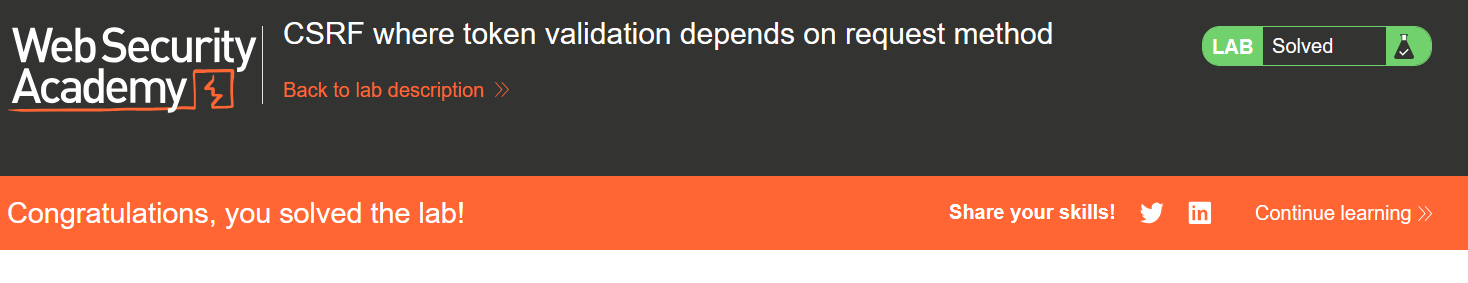 Web Security
Academy
CSRF where token validation depends on request method
Back to lab description
LAB Solved
Congratulations, you solved the lab!
Share your skills!
Continue learning